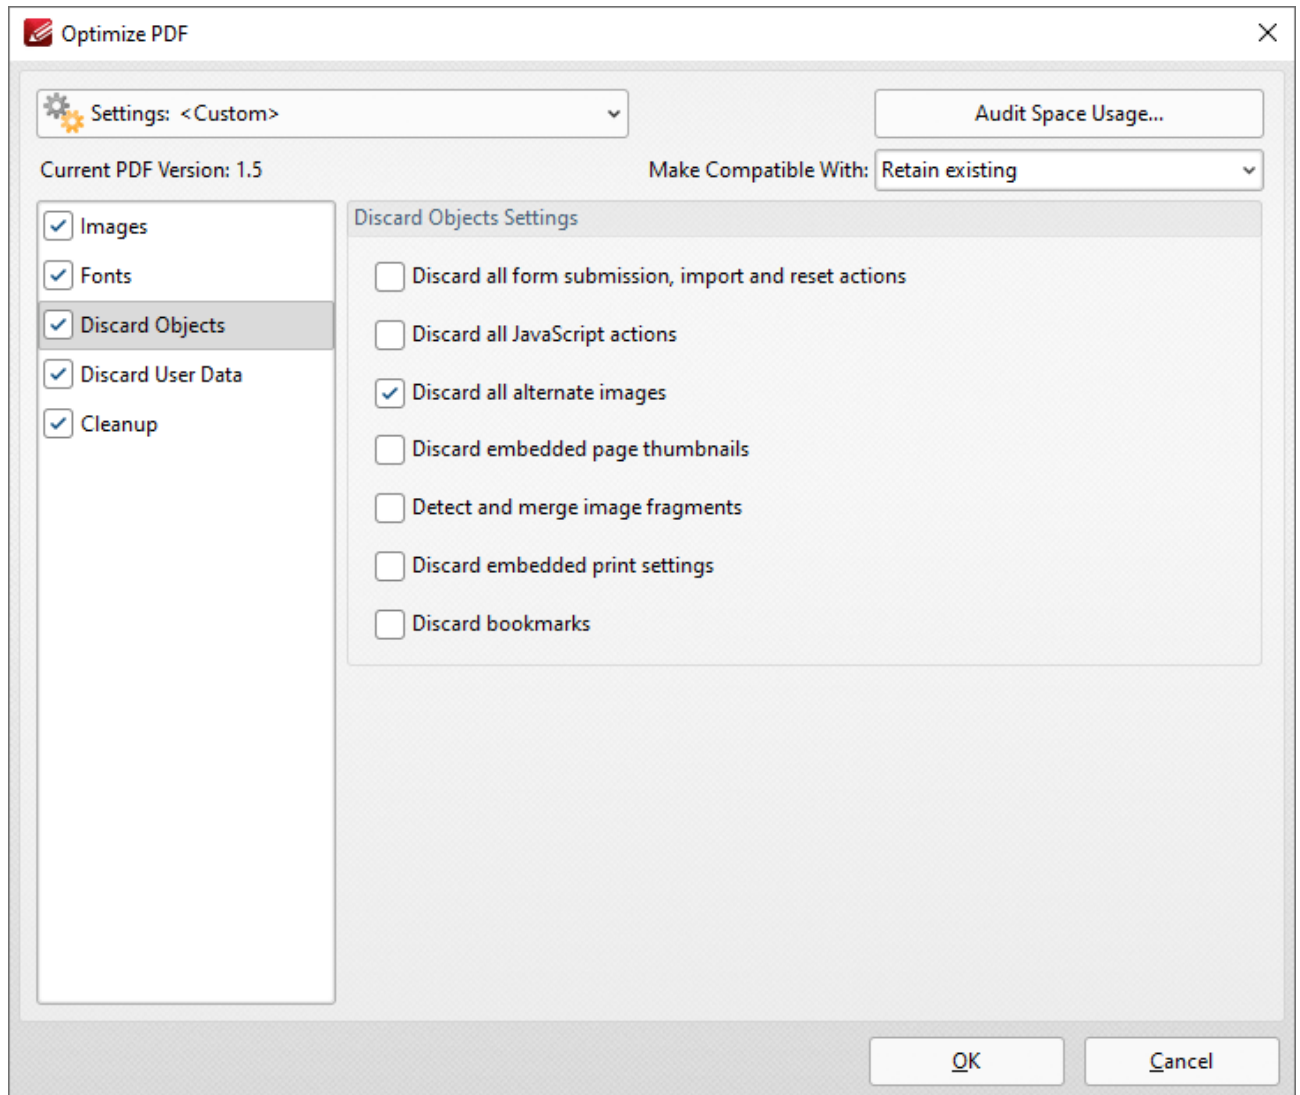 Optimize PDF
Settings: <Custom>
Audit Space Usage...
Current PDF Version: 1.5
Make Compatible With: Retain existing
Images
Fonts
Discard Objects
Discard User Data
Cleanup
Discard Objects Settings
Discard all form submission, import and reset actions
Discard all JavaScript actions
Discard all alternate images
Discard embedded page thumbnails
Detect and merge image fragments
Discard embedded print settings
Discard bookmarks
OK
Cancel